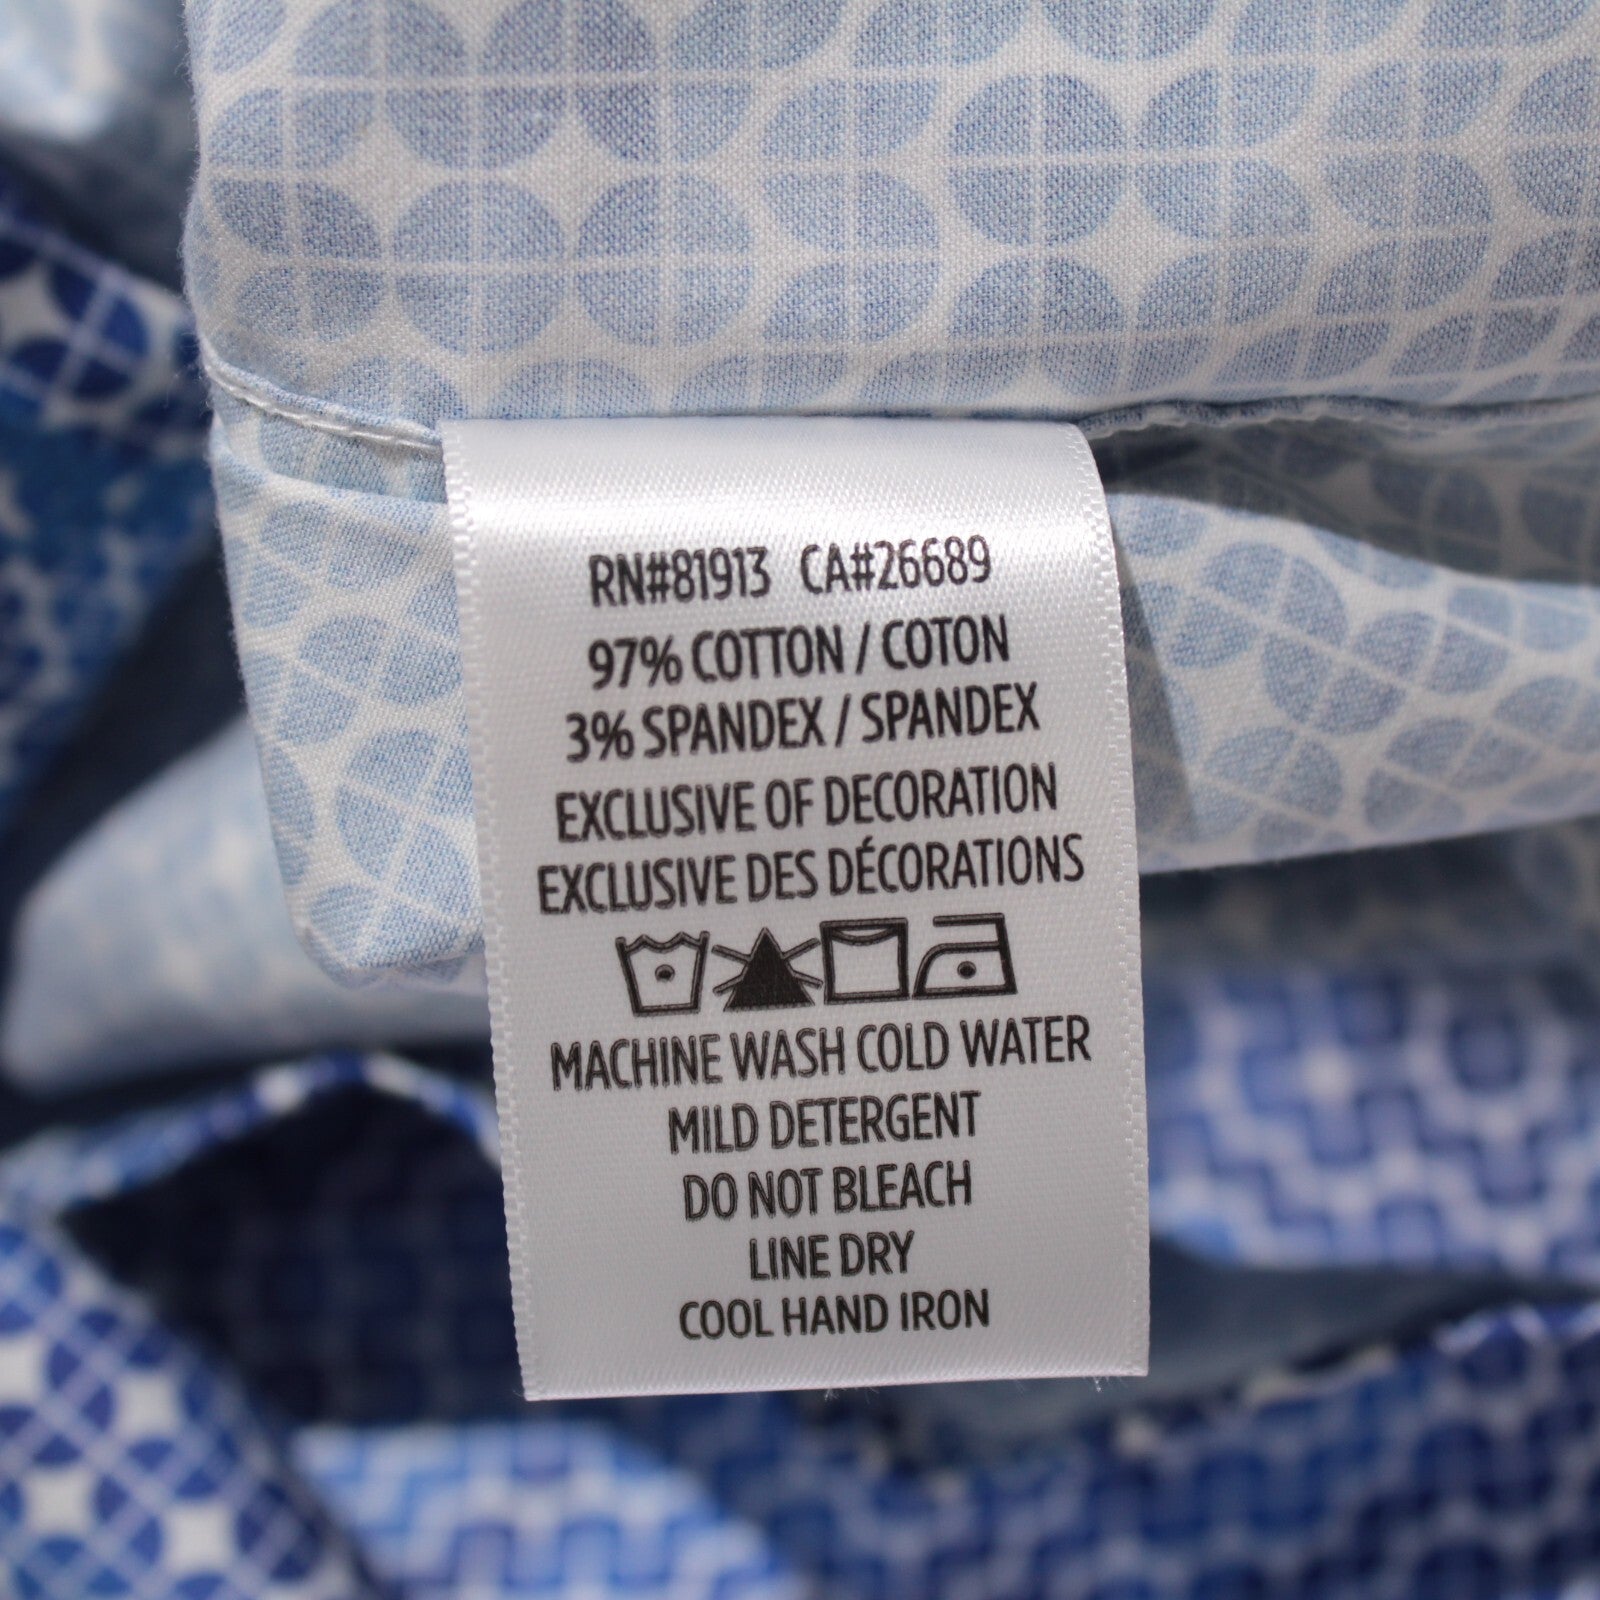 RN#81913 CA#26689
97% COTTON / COTON
3% SPANDEX / SPANDEX
EXCLUSIVE OF DECORATION
EXCLUSIVE DES DÉCORATIONS
MACHINE WASH COLD WATER
MILD DETERGENT
DO NOT BLEACH
LINE DRY
COOL HAND IRON